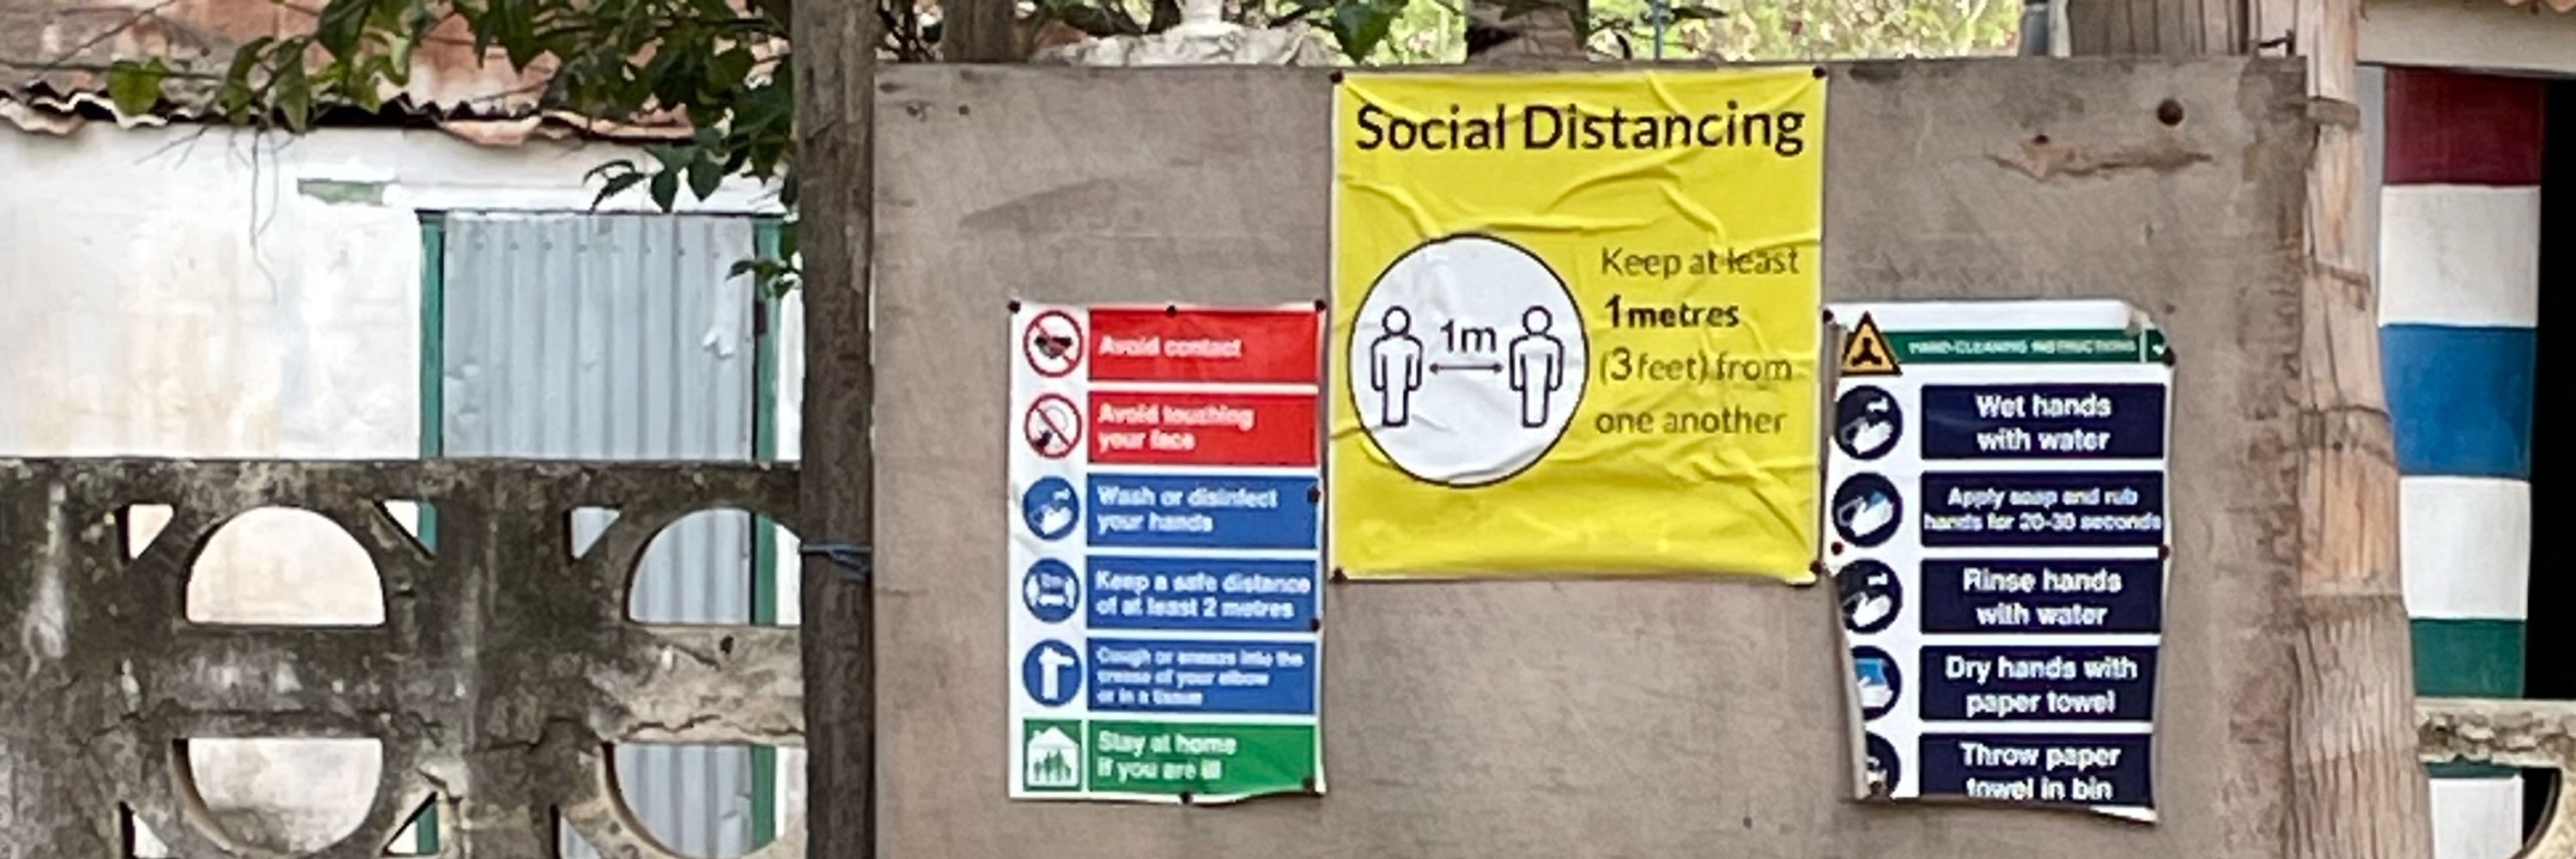 Avoid contact
Avoid touching
your face
Wash or disinfect
your hands
Keep a safe distance
of at least 2 metres
Cough or sneeze into the
crease of your elbow
or in a tissue
Stay at home
if you are ill
Social Distancing
1m
Keep at least
1metres
(3 feet) from
one another
HAND-CLEANING INSTRUCTIONS
Wet hands
with water
Apply soap and rub
hands for 20-30 seconds
Rinse hands
with water
Dry hands with
paper towel
Throw paper
towel in bin